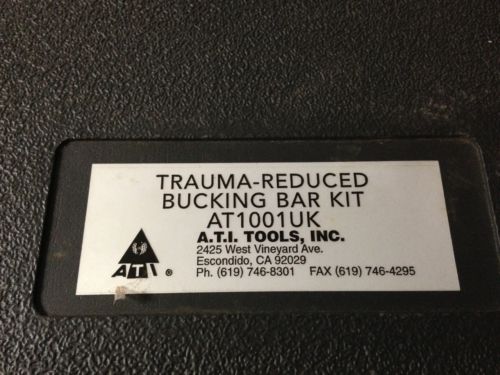 TRAUMA-REDUCED
BUCKING BAR KIT
AT1001UK
A.T.I. TOOLS, INC.
2425 West Vineyard Ave.
Escondido, CA 92029
Ph. (619) 746-8301 FAX (619) 746-4295
ATI ®